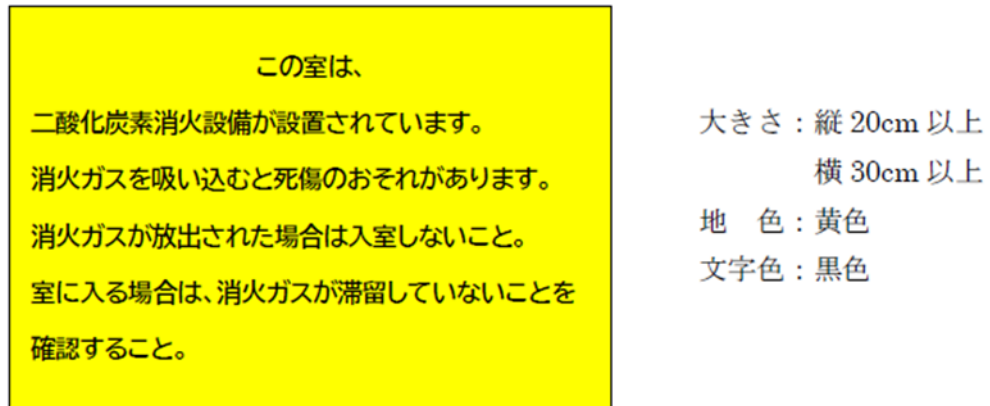 この室は、
二酸化炭素消火設備が設置されています。
消火ガスを吸い込むと死傷のおそれがあります。
消火ガスが放出された場合は入室しないこと。
室に入る場合は、消火ガスが滞留していないことを
確認すること。
大きさ：縦 20cm 以上
横 30cm 以上
地　色：黄色
文字色：黒色